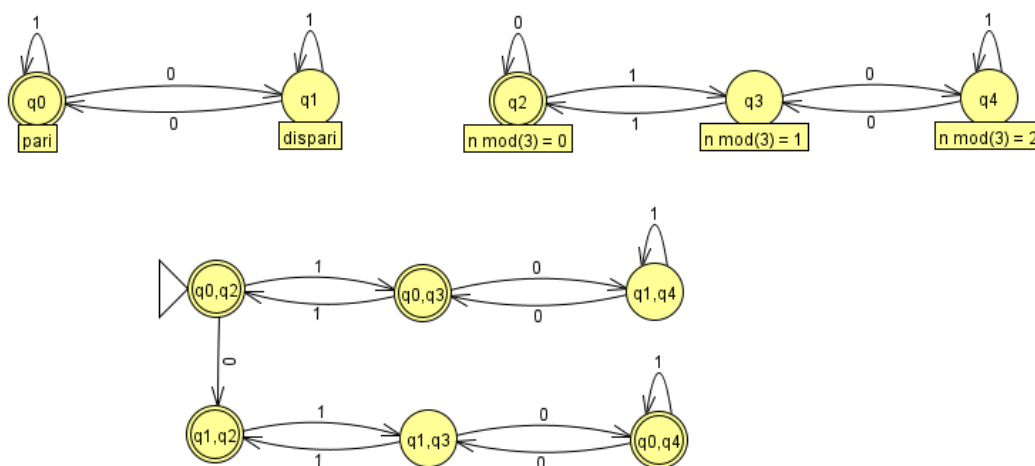 1 0 1
0 1 0
q0 q1 q2 q3 q4
0 1 0
pari dispari n mod(3) = 0 n mod(3) = 1 n mod(3) = 2
1
1 0
q0,q2 q0,q3 q1,q4
1 0
0
1
1 0
q1,q2 q1,q3 q0,q4
1 0